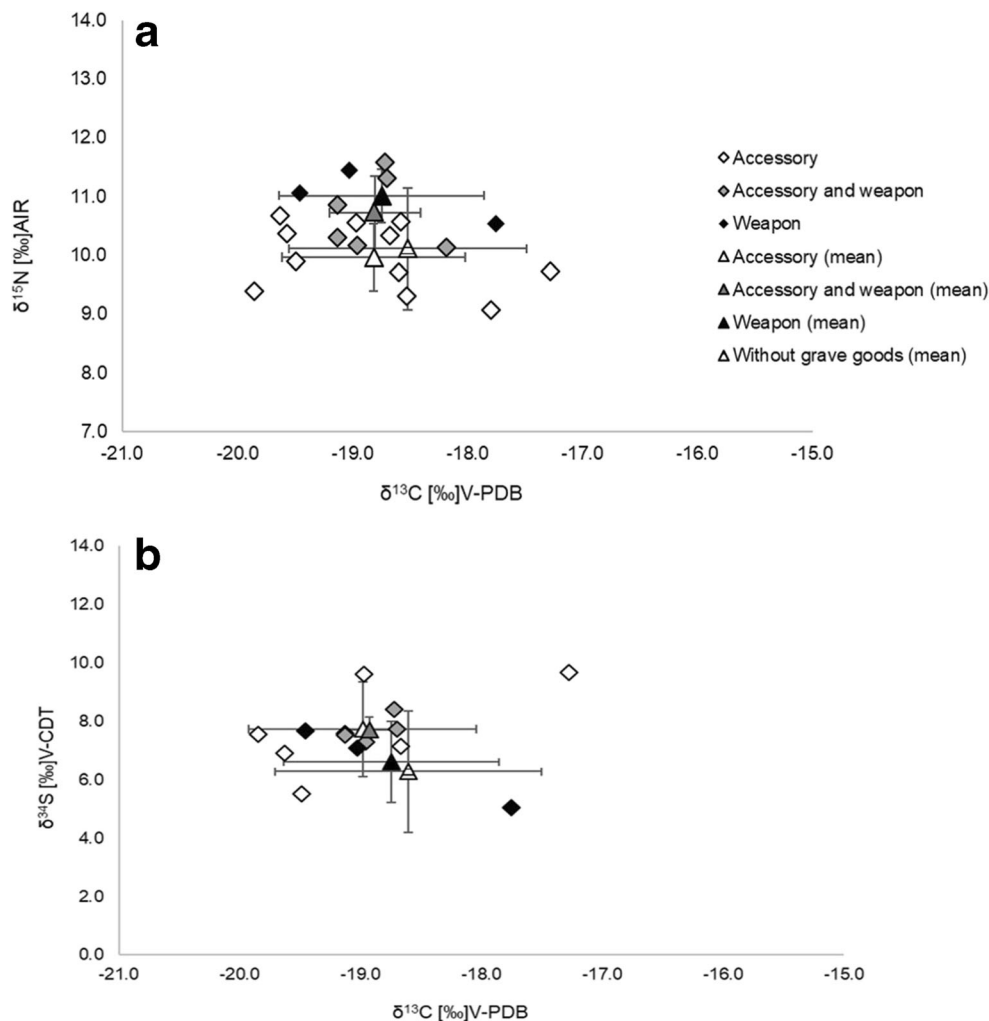 a
14.0
13.0
12.0
11.0
10.0
9.0
8.0
7.0
δ¹⁵N [‰]AIR
-21.0 -20.0 -19.0 -18.0 -17.0 -16.0 -15.0
δ¹³C [‰]V-PDB
Accessory
Accessory and weapon
Weapon
Accessory (mean)
Accessory and weapon (mean)
Weapon (mean)
Without grave goods (mean)
b
14.0
12.0
10.0
8.0
6.0
4.0
2.0
0.0
δ³⁴S [‰]V-CDT
-21.0 -20.0 -19.0 -18.0 -17.0 -16.0 -15.0
δ¹³C [‰]V-PDB